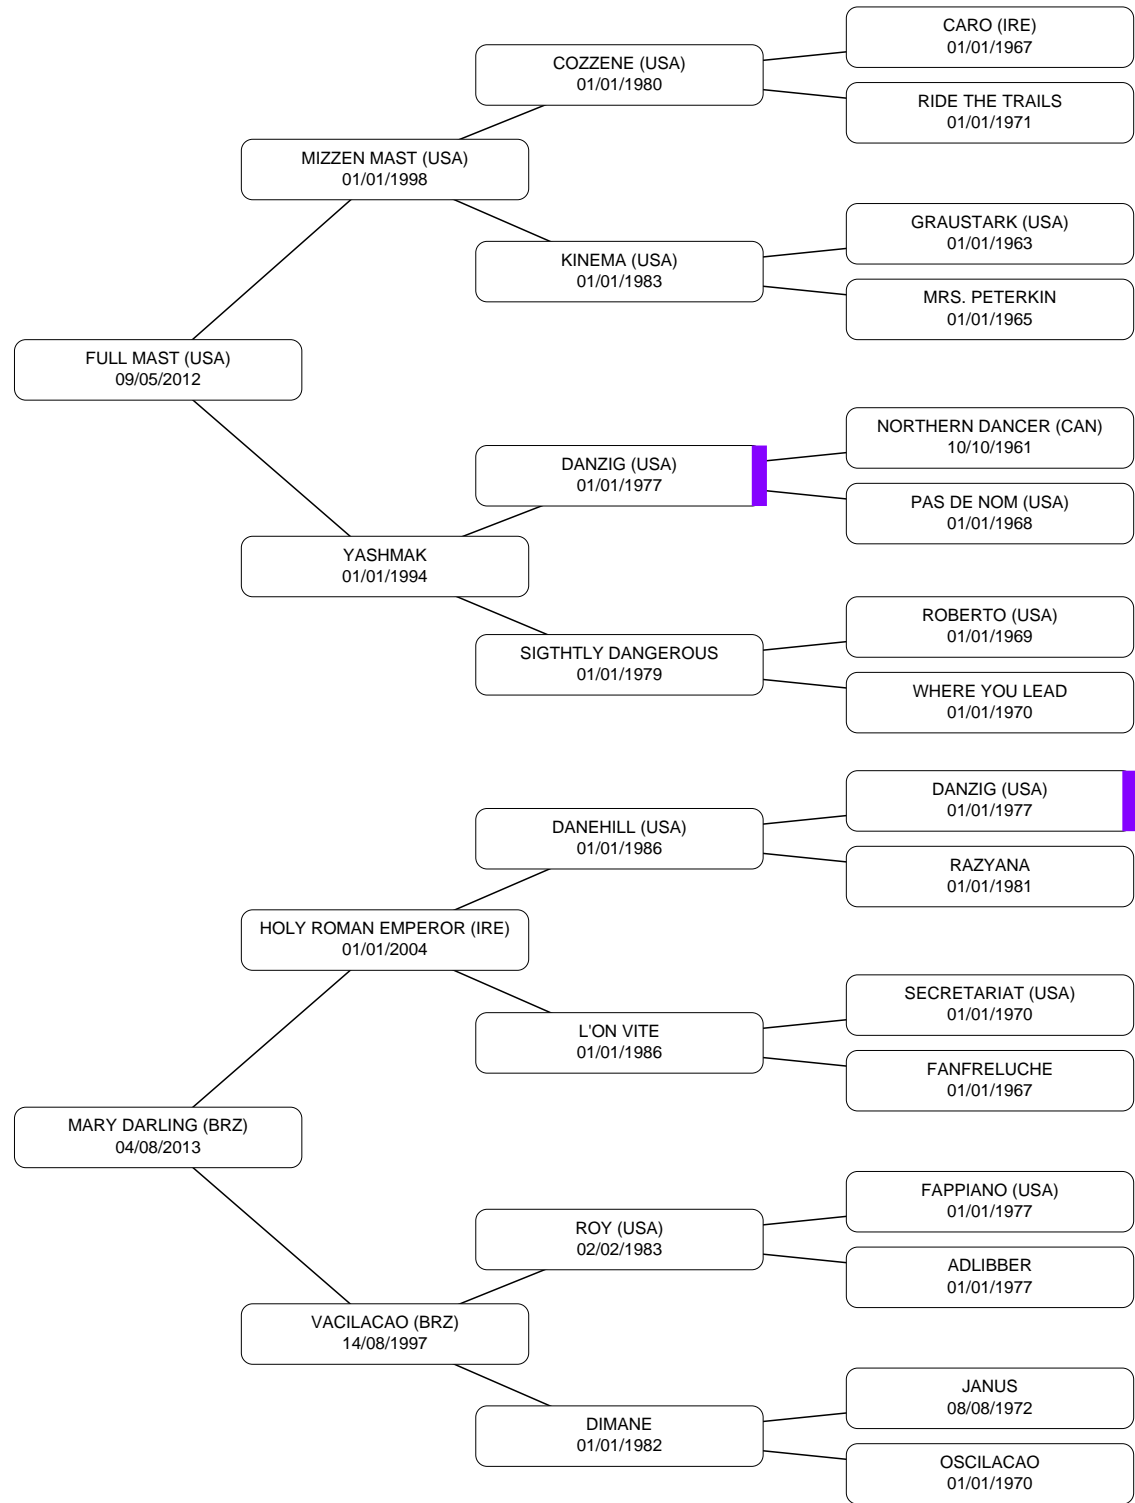 CARO (IRE)
01/01/1967
COZZENE (USA)
01/01/1980
RIDE THE TRAILS
01/01/1971
MIZZEN MAST (USA)
01/01/1998
GRAUSTARK (USA)
01/01/1963
KINEMA (USA)
01/01/1983
MRS. PETERKIN
01/01/1965
FULL MAST (USA)
09/05/2012
NORTHERN DANCER (CAN)
10/10/1961
DANZIG (USA)
01/01/1977
PAS DE NOM (USA)
01/01/1968
YASHMAK
01/01/1994
ROBERTO (USA)
01/01/1969
SIGTHTLY DANGEROUS
01/01/1979
WHERE YOU LEAD
01/01/1970
DANZIG (USA)
01/01/1977
DANEHILL (USA)
01/01/1986
RAZYANA
01/01/1981
HOLY ROMAN EMPEROR (IRE)
01/01/2004
SECRETARIAT (USA)
01/01/1970
L'ON VITE
01/01/1986
FANFRELUCHE
01/01/1967
MARY DARLING (BRZ)
04/08/2013
FAPPIANO (USA)
01/01/1977
ROY (USA)
02/02/1983
ADLIBBER
01/01/1977
VACILACAO (BRZ)
14/08/1997
JANUS
08/08/1972
DIMANE
01/01/1982
OSCILACAO
01/01/1970